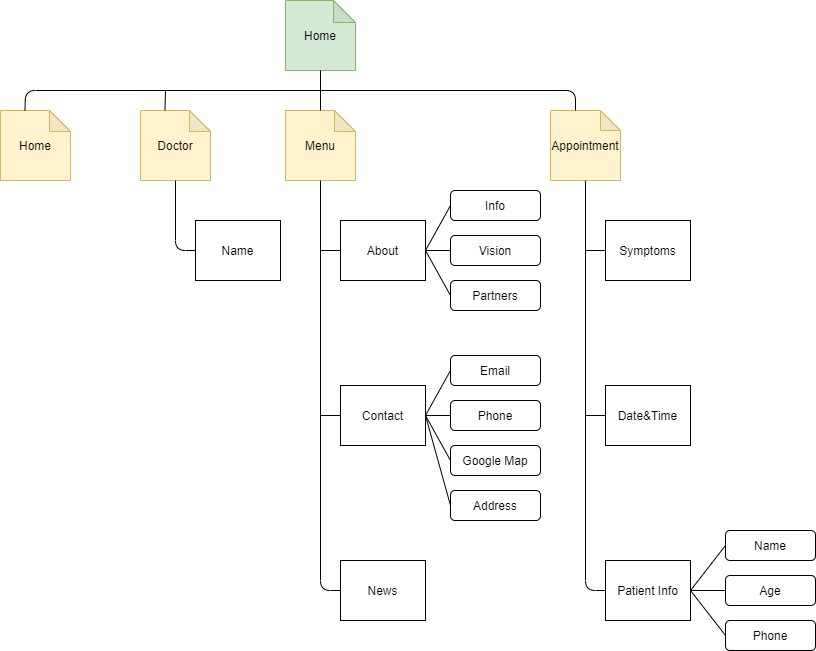 Home
Home
Doctor
Menu
Appointment
Name
About
Info
Vision
Partners
Symptoms
Contact
Email
Phone
Google Map
Address
Date&Time
News
Patient Info
Name
Age
Phone